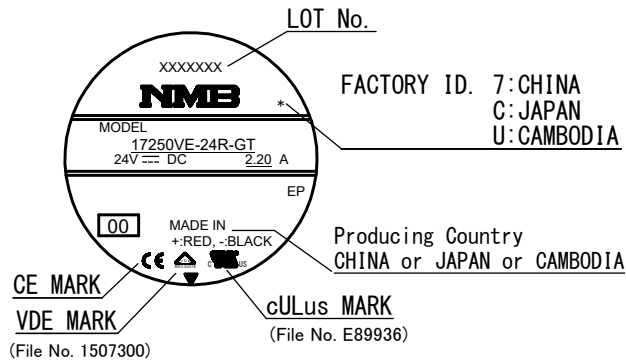 LOT No.
XXXXXXX
NMB
*
FACTORY ID. 7:CHINA
C:JAPAN
U:CAMBODIA
MODEL
17250VE-24R-GT
24V ⎓ DC 2.20 A
EP
00
MADE IN
+:RED, -:BLACK
Producing Country
CHINA or JAPAN or CAMBODIA
CE
C US
CE MARK
VDE MARK
(File No. 1507300)
cULus MARK
(File No. E89936)